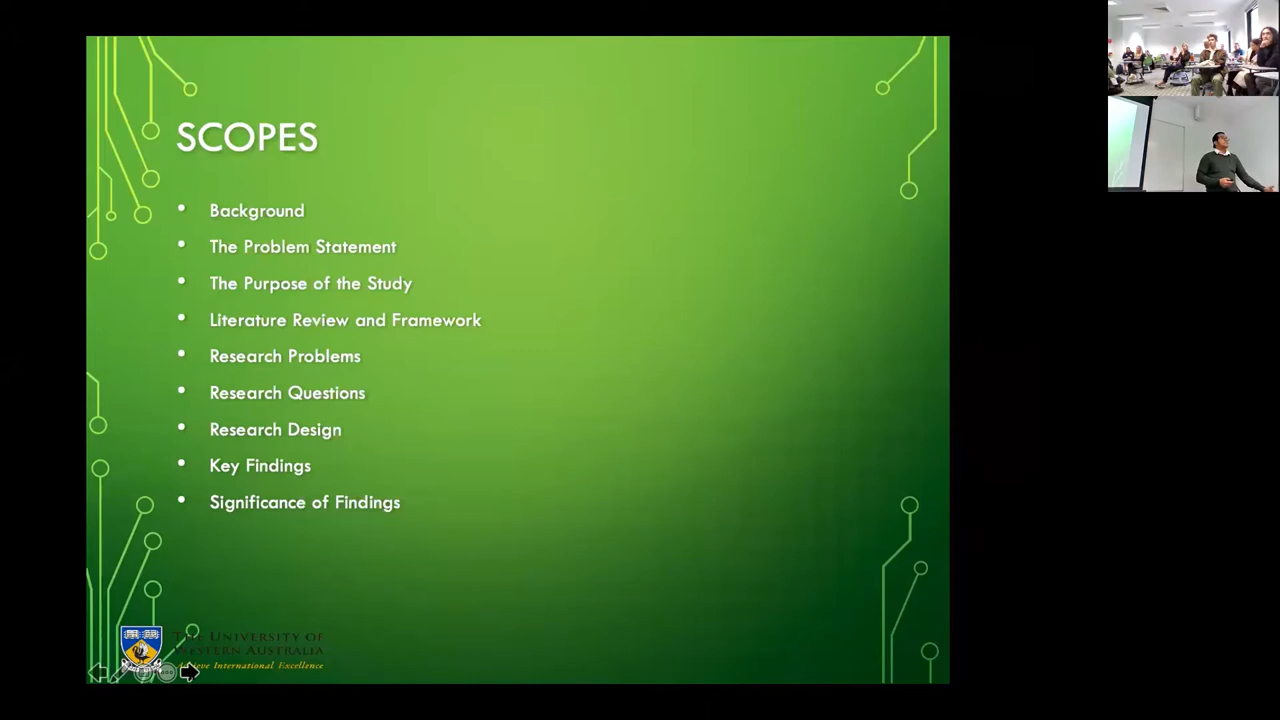 SCOPES
• Background
• The Problem Statement
• The Purpose of the Study
• Literature Review and Framework
• Research Problems
• Research Questions
• Research Design
• Key Findings
• Significance of Findings
THE UNIVERSITY OF
WESTERN AUSTRALIA
Achieve International Excellence